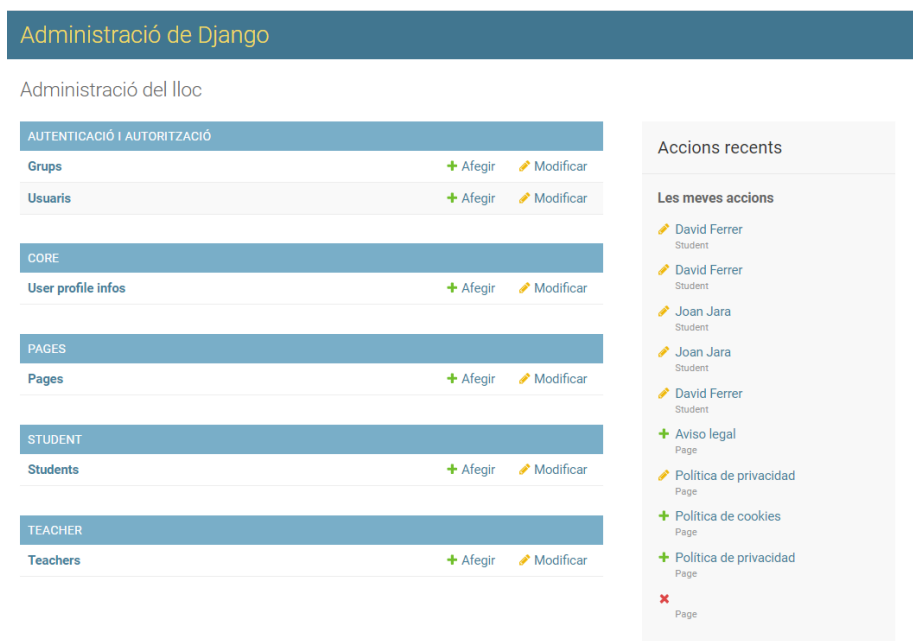 Administració de Django
Administració del lloc
AUTENTICACIÓ I AUTORITZACIÓ
Grups Afegir Modificar
Usuaris Afegir Modificar
CORE
User profile infos Afegir Modificar
PAGES
Pages Afegir Modificar
STUDENT
Students Afegir Modificar
TEACHER
Teachers Afegir Modificar
Accions recents
Les meves accions
David Ferrer
Student
David Ferrer
Student
Joan Jara
Student
Joan Jara
Student
David Ferrer
Student
Aviso legal
Page
Política de privacidad
Page
Política de cookies
Page
Política de privacidad
Page
Page